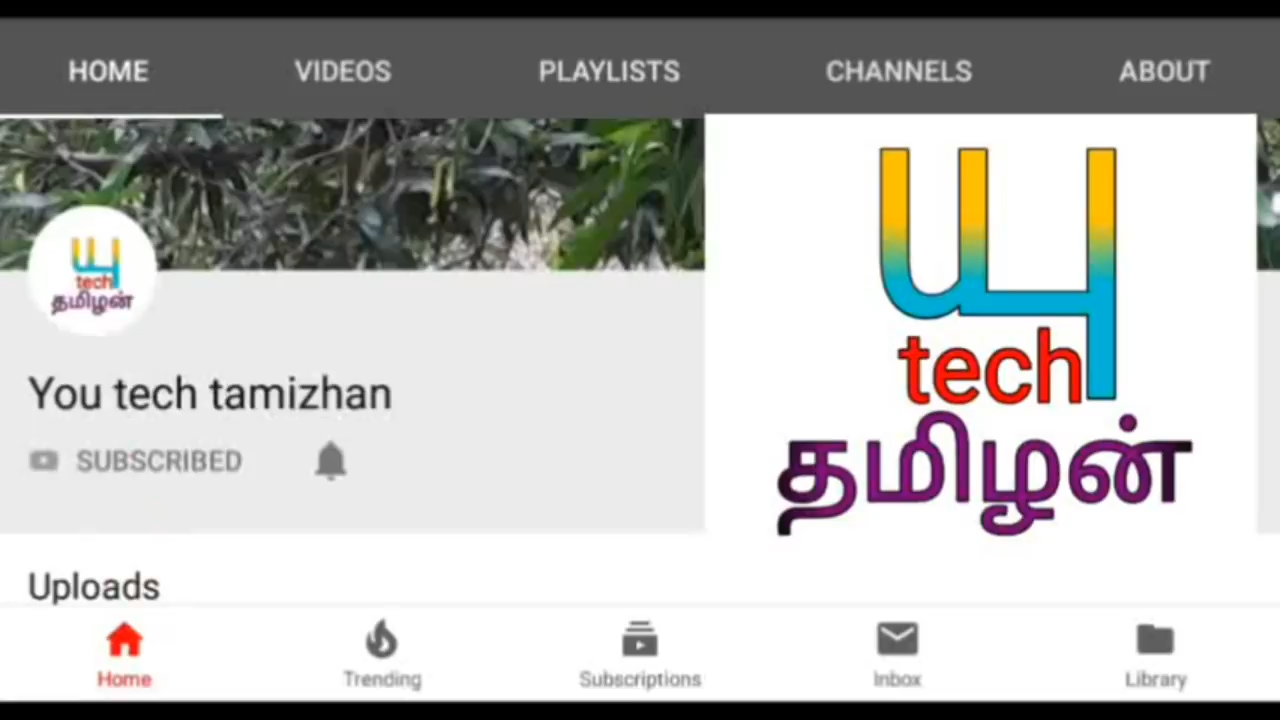 HOME VIDEOS PLAYLISTS CHANNELS ABOUT
யு
tech
தமிழன்
யு
tech
தமிழன்
You tech tamizhan
SUBSCRIBED
Uploads
Home Trending Subscriptions Inbox Library